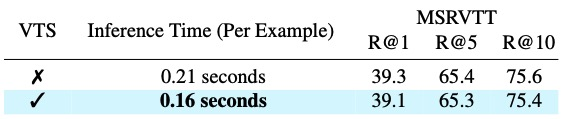 VTS Inference Time (Per Example) MSRVTT
R@1 R@5 R@10
✗ 0.21 seconds 39.3 65.4 75.6
✓ 0.16 seconds 39.1 65.3 75.4